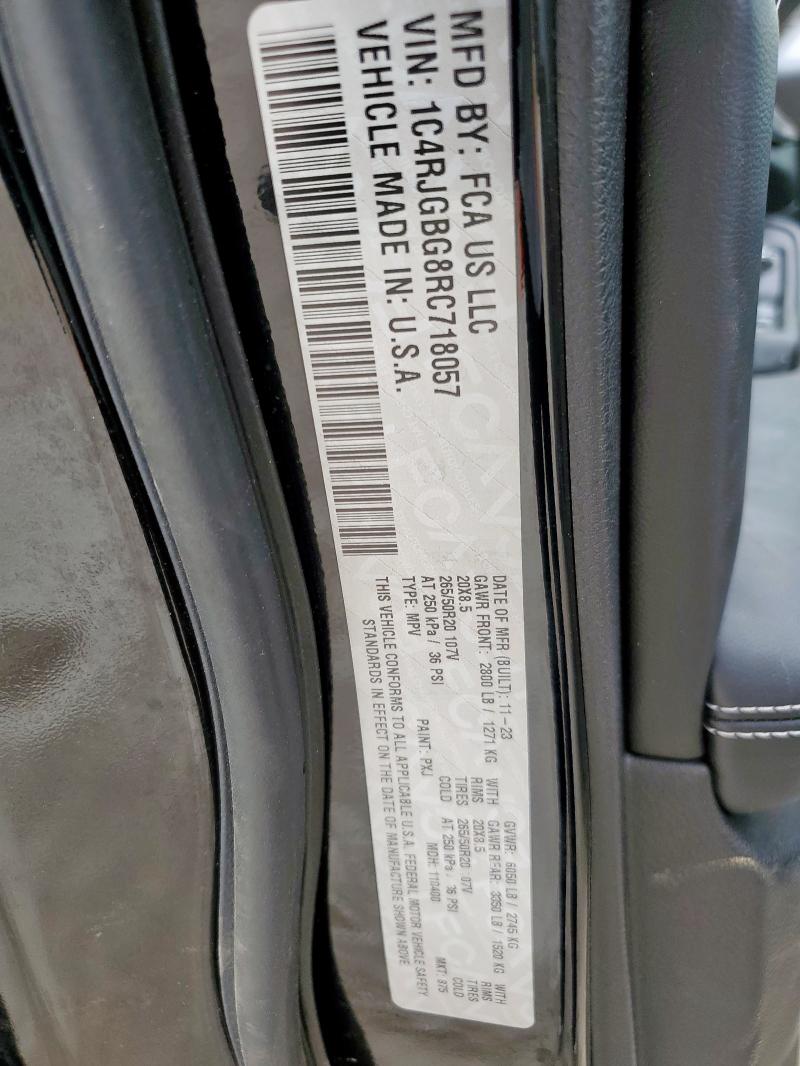 MFD BY: FCA US LLC
VIN: 1C4RJGBG8RC718057
VEHICLE MADE IN: U.S.A.
DATE OF MFR (BUILT): 11-23 GVWR: 6050 LB / 2745 KG
GAWR FRONT: 2800 LB / 1271 KG WITH GAWR REAR: 3350 LB / 1520 KG WITH
20X8.5 RIMS 20X8.5 RIMS
265/50R20 107V TIRES 265/50R20 07V TIRES
AT 250 kPa / 36 PSI COLD AT 250 kPa / 36 PSI COLD
TYPE: MPV PAINT: PXJ MDH: 110400 MKT: 875
THIS VEHICLE CONFORMS TO ALL APPLICABLE U.S.A. FEDERAL MOTOR VEHICLE SAFETY
STANDARDS IN EFFECT ON THE DATE OF MANUFACTURE SHOWN ABOVE